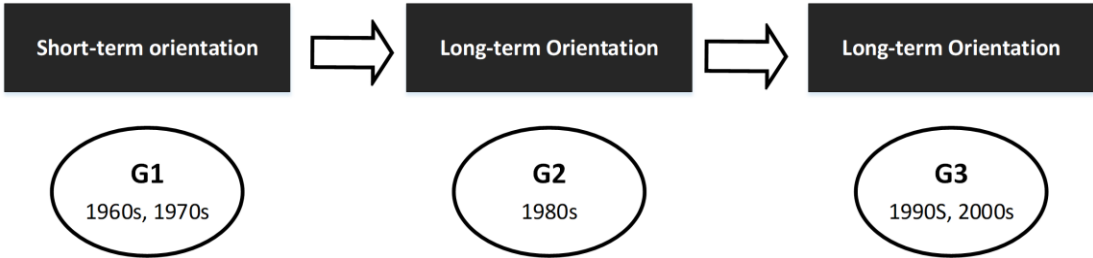 Short-term orientation
Long-term Orientation
Long-term Orientation
G1
1960s, 1970s
G2
1980s
G3
1990S, 2000s